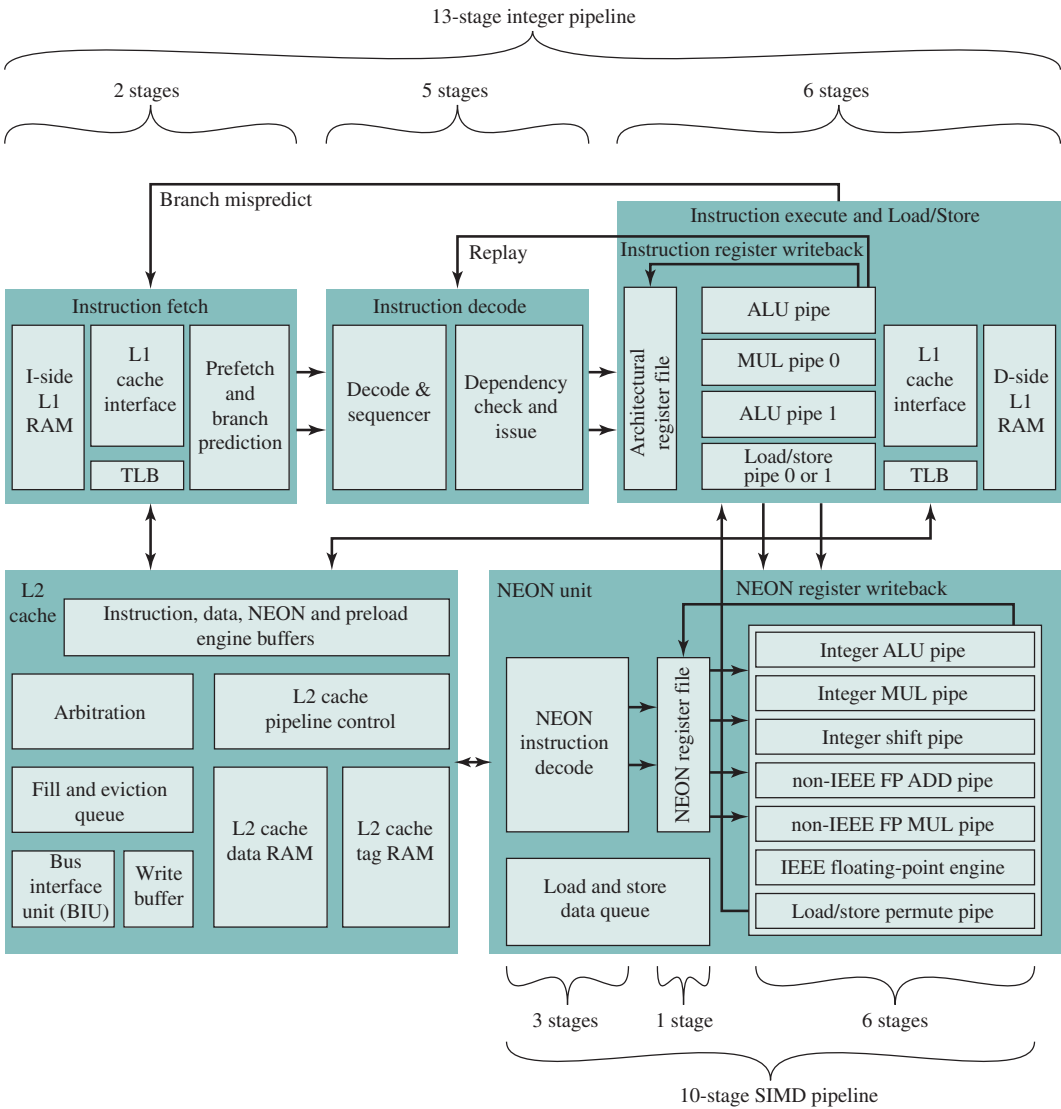 13-stage integer pipeline
2 stages
5 stages
6 stages
Branch mispredict
Instruction execute and Load/Store
Replay
Instruction register writeback
Instruction fetch
I-side
L1
RAM
L1
cache
interface
TLB
Prefetch
and
branch
prediction
Instruction decode
Decode &
sequencer
Dependency
check and
issue
Architectural
register file
ALU pipe
MUL pipe 0
ALU pipe 1
Load/store
pipe 0 or 1
L1
cache
interface
TLB
D-side
L1
RAM
L2
cache
Instruction, data, NEON and preload
engine buffers
Arbitration
L2 cache
pipeline control
Fill and eviction
queue
L2 cache
data RAM
L2 cache
tag RAM
Bus
interface
unit (BIU)
Write
buffer
NEON unit
NEON register writeback
NEON
instruction
decode
NEON register file
Integer ALU pipe
Integer MUL pipe
Integer shift pipe
non-IEEE FP ADD pipe
non-IEEE FP MUL pipe
IEEE floating-point engine
Load/store permute pipe
Load and store
data queue
3 stages
1 stage
6 stages
10-stage SIMD pipeline